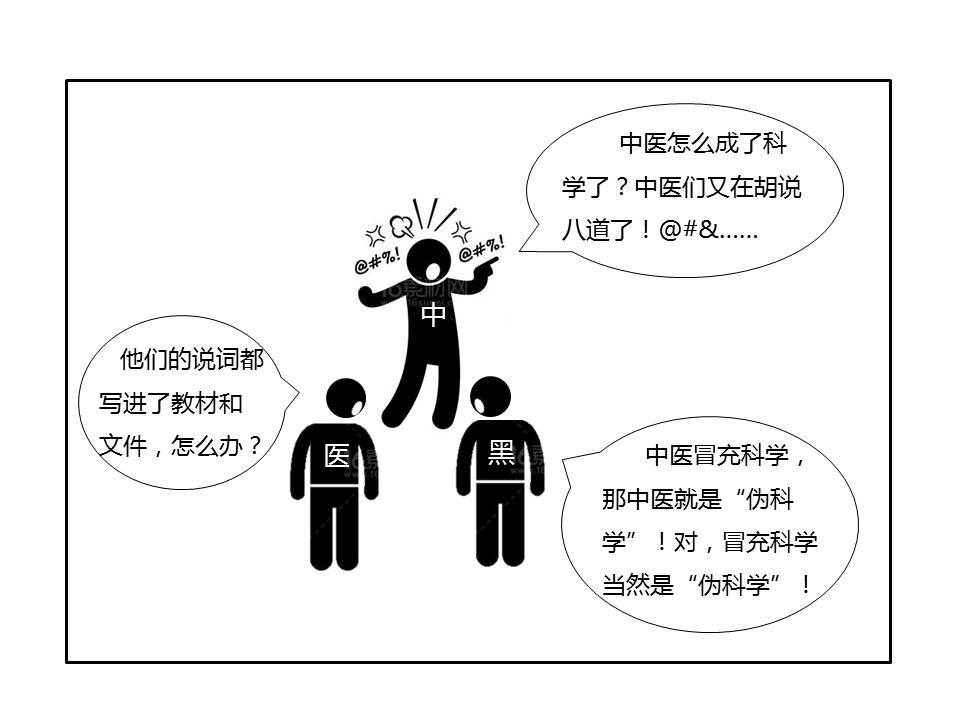 中医怎么成了科
学了？中医们又在胡说
八道了！@#&......
@#%!
@#%!
中
他们的说词都
写进了教材和
文件，怎么办？
医
黑
中医冒充科学，
那中医就是“伪科
学”！对，冒充科学
当然是“伪科学”！